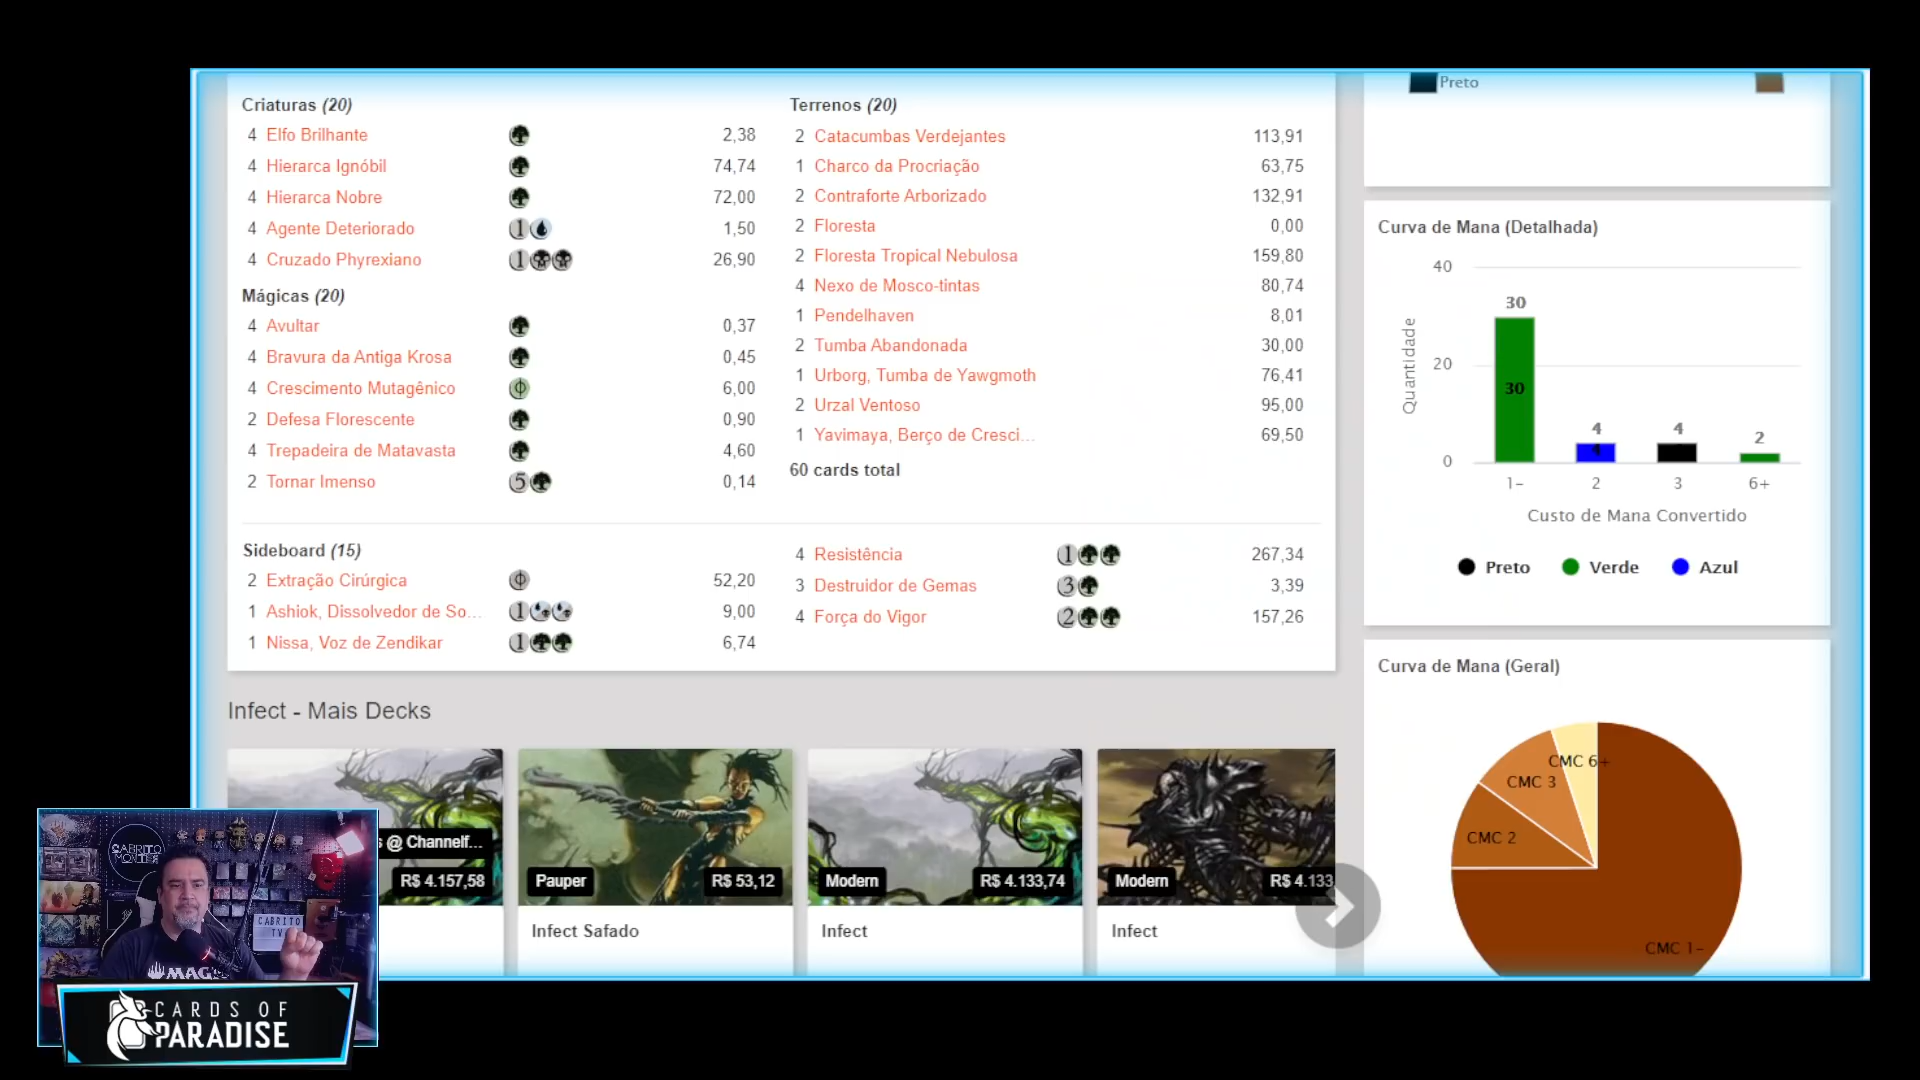 Criaturas (20)
4 Elfo Brilhante 2,38
4 Hierarca Ignóbil 74,74
4 Hierarca Nobre 72,00
4 Agente Deteriorado 1 1,50
4 Cruzado Phyrexiano 1 26,90
Mágicas (20)
4 Avultar 0,37
4 Bravura da Antiga Krosa 0,45
4 Crescimento Mutagênico 6,00
2 Defesa Florescente 0,90
4 Trepadeira de Matavasta 4,60
2 Tornar Imenso 5 0,14
Terrenos (20)
2 Catacumbas Verdejantes 113,91
1 Charco da Procriação 63,75
2 Contraforte Arborizado 132,91
2 Floresta 0,00
2 Floresta Tropical Nebulosa 159,80
4 Nexo de Mosco-tintas 80,74
1 Pendelhaven 8,01
2 Tumba Abandonada 30,00
1 Urborg, Tumba de Yawgmoth 76,41
2 Urzal Ventoso 95,00
1 Yavimaya, Berço de Cresci... 69,50
60 cards total
Sideboard (15)
2 Extração Cirúrgica 52,20
1 Ashiok, Dissolvedor de So... 1 9,00
1 Nissa, Voz de Zendikar 1 6,74
4 Resistência 1 267,34
3 Destruidor de Gemas 3 3,39
4 Força do Vigor 2 157,26
Infect - Mais Decks
s @ Channelf...
R$ 4.157,58
Pauper R$ 53,12
Infect Safado
Modern R$ 4.133,74
Infect
Modern R$ 4.133
Infect
Preto
Curva de Mana (Detalhada)
Quantidade
40
20
0
30
30
4
4
4
2
1- 2 3 6+
Custo de Mana Convertido
Preto Verde Azul
Curva de Mana (Geral)
CMC 6+
CMC 3
CMC 2
CMC 1-
CABRITO
MONTÊS
CABRITO
TV
MAG
CARDS OF
PARADISE